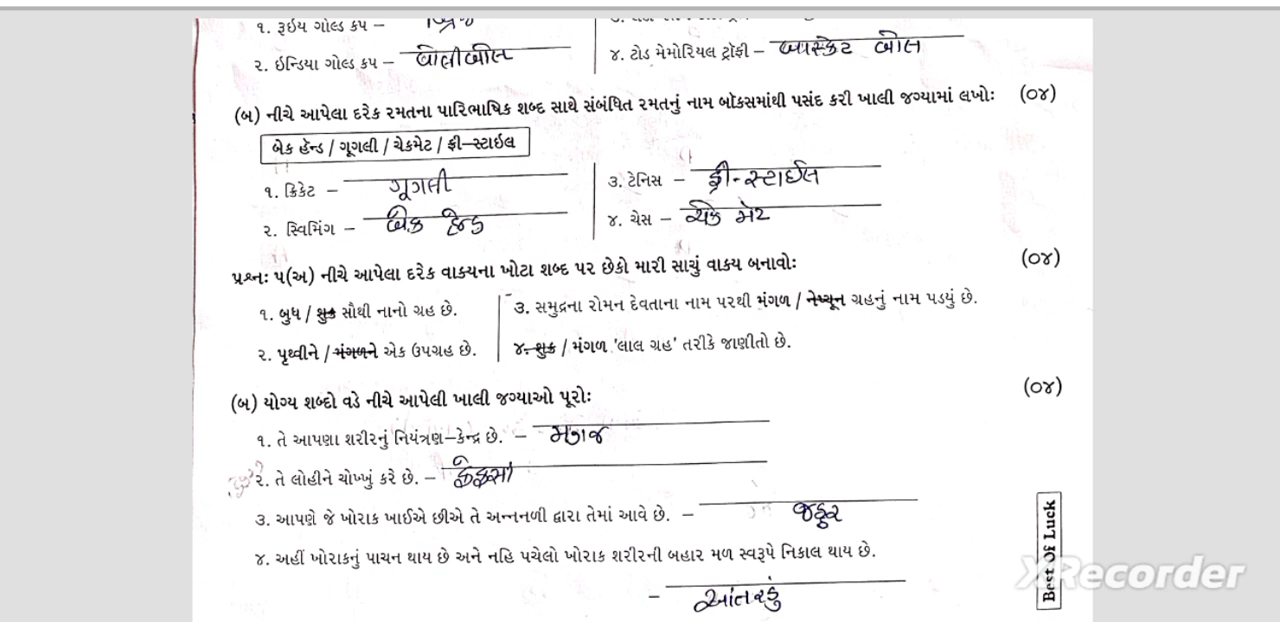 ૧. રૂઇય ગોલ્ડ કપ – બ્રિજ
૨. ઇન્ડિયા ગોલ્ડ કપ – વોલીબોલ
૪. ટોડ મેમોરિયલ ટ્રૉફી – બાસ્કેટ બોલ
(બ) નીચે આપેલા દરેક રમતના પારિભાષિક શબ્દ સાથે સંબંધિત રમતનું નામ બૉકસમાંથી પસંદ કરી ખાલી જગ્યામાં લખો: (૦૪)
બેક હૅન્ડ / ગૂગલી / ચેકમેટ / ફ્રી–સ્ટાઇલ
૧. ક્રિકેટ – ગૂગલી
૩. ટેનિસ – ફ્રી-સ્ટાઈલ
૨. સ્વિમિંગ – બેક હેન્ડ
૪. ચેસ – ચેક મેટ
પ્રશ્ન: ૫(અ) નીચે આપેલા દરેક વાક્યના ખોટા શબ્દ પર છેકો મારી સાચું વાક્ય બનાવો: (૦૪)
૧. બુધ / શુક્ર સૌથી નાનો ગ્રહ છે.
૩. સમુદ્રના રોમન દેવતાના નામ પરથી મંગળ / નેપ્ચૂન ગ્રહનું નામ પડયું છે.
૨. પૃથ્વીને / મંગળને એક ઉપગ્રહ છે.
૪. શુક્ર / મંગળ 'લાલ ગ્રહ' તરીકે જાણીતો છે.
(બ) યોગ્ય શબ્દો વડે નીચે આપેલી ખાલી જગ્યાઓ પૂરો: (૦૪)
૧. તે આપણા શરીરનું નિયંત્રણ–કેન્દ્ર છે. – મગજ
૨. તે લોહીને ચોખ્ખું કરે છે. – ફેફસાં
૩. આપણે જે ખોરાક ખાઈએ છીએ તે અન્નનળી દ્વારા તેમાં આવે છે. – જઠર
૪. અહીં ખોરાકનું પાચન થાય છે અને નહિ પચેલો ખોરાક શરીરની બહાર મળ સ્વરૂપે નિકાલ થાય છે.
– આંતરડું
Best Of Luck
XRecorder